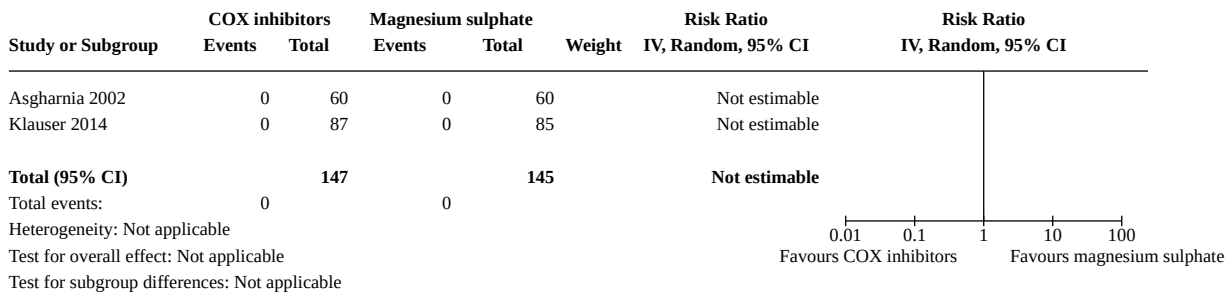 COX inhibitors Magnesium sulphate Risk Ratio Risk Ratio
Study or Subgroup Events Total Events Total Weight IV, Random, 95% CI IV, Random, 95% CI
Asgharnia 2002 0 60 0 60 Not estimable
Klauser 2014 0 87 0 85 Not estimable
Total (95% CI) 147 145 Not estimable
Total events: 0 0
Heterogeneity: Not applicable
0.01 0.1 1 10 100
Test for overall effect: Not applicable Favours COX inhibitors Favours magnesium sulphate
Test for subgroup differences: Not applicable